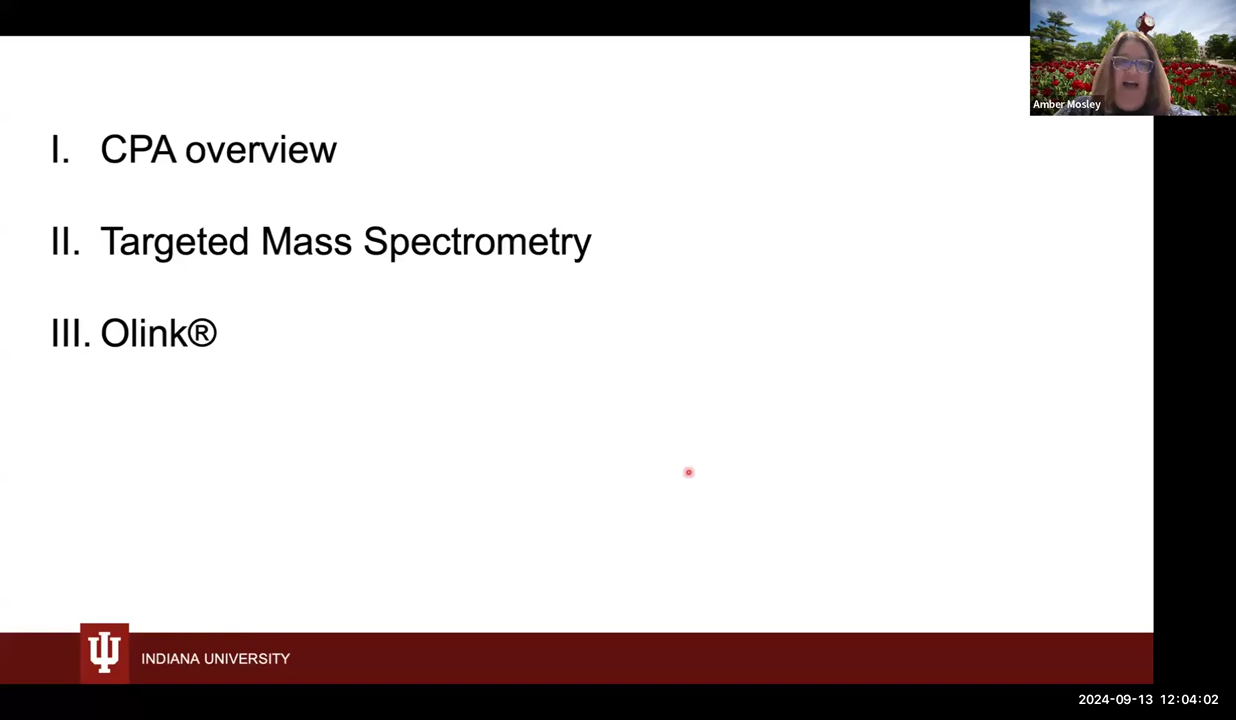 Amber Mosley
I. CPA overview
II. Targeted Mass Spectrometry
III. Olink®
INDIANA UNIVERSITY
2024-09-13 12:04:02